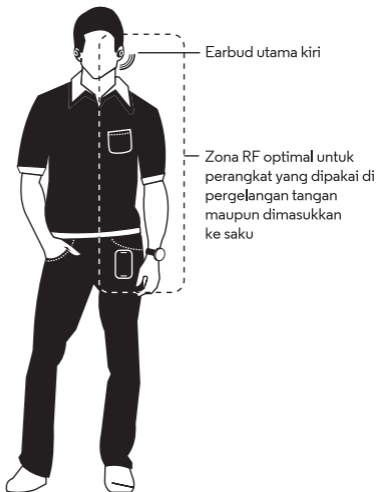 Earbud utama kiri
Zona RF optimal untuk
perangkat yang dipakai di
pergelangan tangan
maupun dimasukkan
ke saku